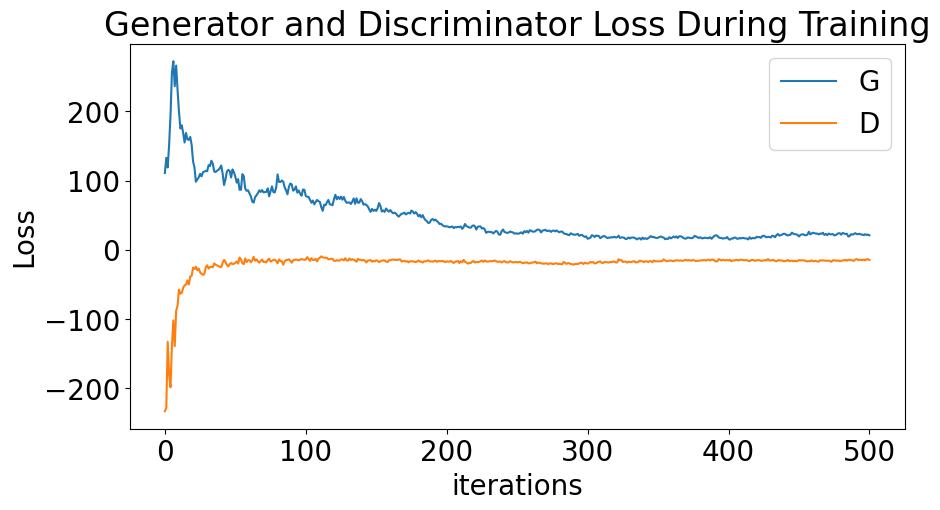 Generator and Discriminator Loss During Training
G
D
Loss
200
100
0
−100
−200
0 100 200 300 400 500
iterations